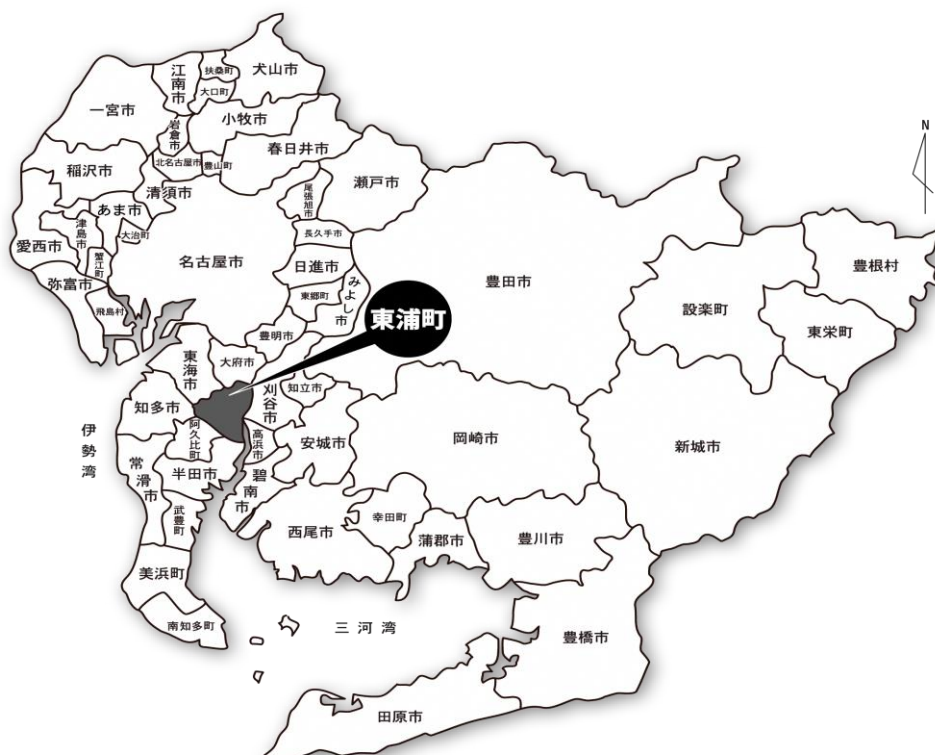 犬山市
扶桑町
江南市
大口町
一宮市
小牧市
岩倉市
春日井市
北名古屋市
豊山町
稲沢市
瀬戸市
清須市
尾張旭市
あま市
津島市
大治町
長久手市
愛西市
蟹江町
名古屋市
日進市
みよし市
豊田市
弥富市
飛島村
東郷町
豊明市
東浦町
N
豊根村
設楽町
東栄町
新城市
東海市
大府市
刈谷市
知立市
知多市
阿久比町
高浜市
安城市
岡崎市
伊勢湾
常滑市
半田市
碧南市
武豊町
西尾市
幸田町
蒲郡市
豊川市
美浜町
南知多町
三河湾
豊橋市
田原市